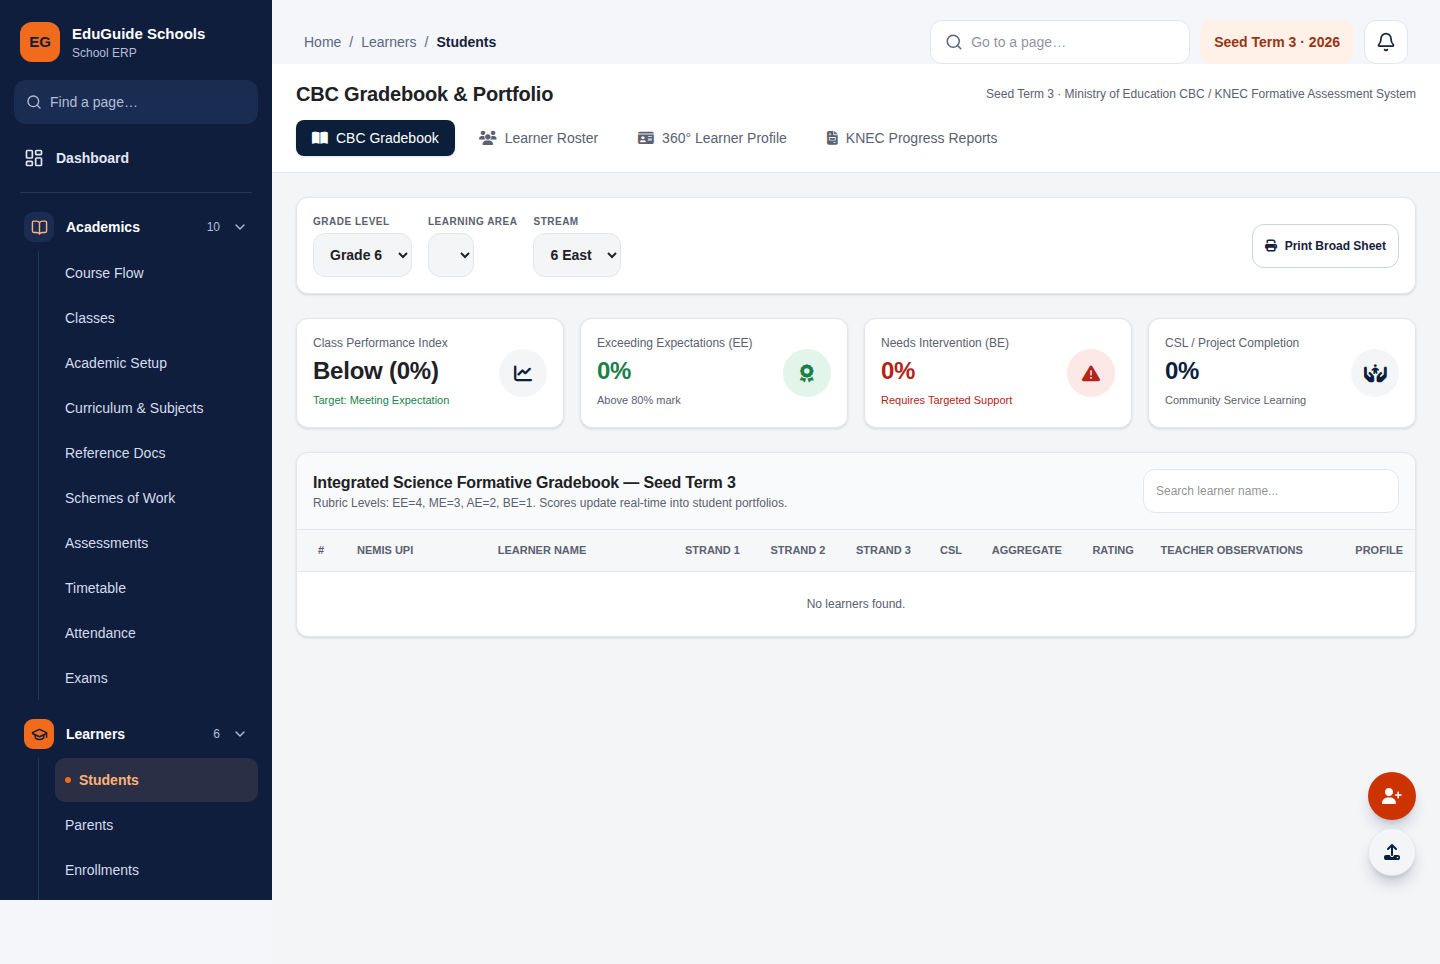 EG
EduGuide Schools
School ERP
Find a page…
Dashboard
Academics 10
Course Flow
Classes
Academic Setup
Curriculum & Subjects
Reference Docs
Schemes of Work
Assessments
Timetable
Attendance
Exams
Learners 6
Students
Parents
Enrollments
Home / Learners / Students
Go to a page…
Seed Term 3 · 2026
CBC Gradebook & Portfolio
Seed Term 3 · Ministry of Education CBC / KNEC Formative Assessment System
CBC Gradebook
Learner Roster
360° Learner Profile
KNEC Progress Reports
GRADE LEVEL
Grade 6
LEARNING AREA
STREAM
6 East
Print Broad Sheet
Class Performance Index
Below (0%)
Target: Meeting Expectation
Exceeding Expectations (EE)
0%
Above 80% mark
Needs Intervention (BE)
0%
Requires Targeted Support
CSL / Project Completion
0%
Community Service Learning
Integrated Science Formative Gradebook — Seed Term 3
Rubric Levels: EE=4, ME=3, AE=2, BE=1. Scores update real-time into student portfolios.
Search learner name...
# NEMIS UPI LEARNER NAME STRAND 1 STRAND 2 STRAND 3 CSL AGGREGATE RATING TEACHER OBSERVATIONS PROFILE
No learners found.